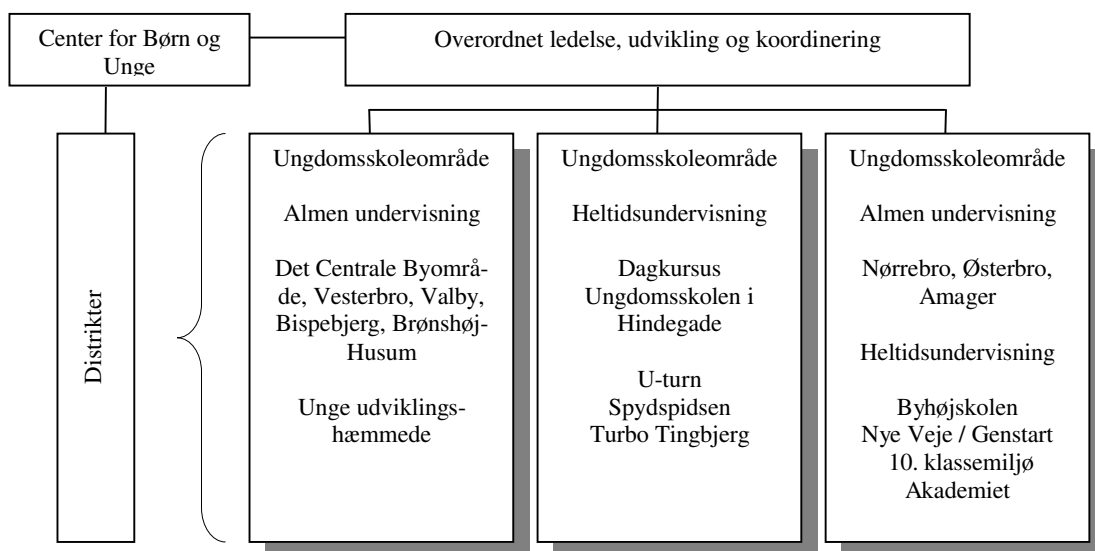 Center for Børn og
Unge
Overordnet ledelse, udvikling og koordinering
Distrikter
Ungdomsskoleområde
Almen undervisning
Det Centrale Byområ-
de, Vesterbro, Valby,
Bispebjerg, Brønshøj-
Husum
Unge udviklings-
hæmmede
Ungdomsskoleområde
Heltidsundervisning
Dagkursus
Ungdomsskolen i
Hindegade
U-turn
Spydspidsen
Turbo Tingbjerg
Ungdomsskoleområde
Almen undervisning
Nørrebro, Østerbro,
Amager
Heltidsundervisning
Byhøjskolen
Nye Veje / Genstart
10. klassemiljø
Akademiet